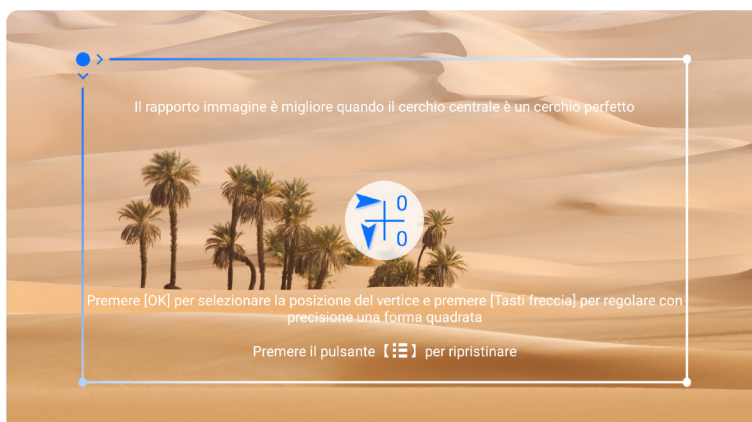 Il rapporto immagine è migliore quando il cerchio centrale è un cerchio perfetto
0
0
Premere [OK] per selezionare la posizione del vertice e premere [Tasti freccia] per regolare con
precisione una forma quadrata
Premere il pulsante 【 】 per ripristinare